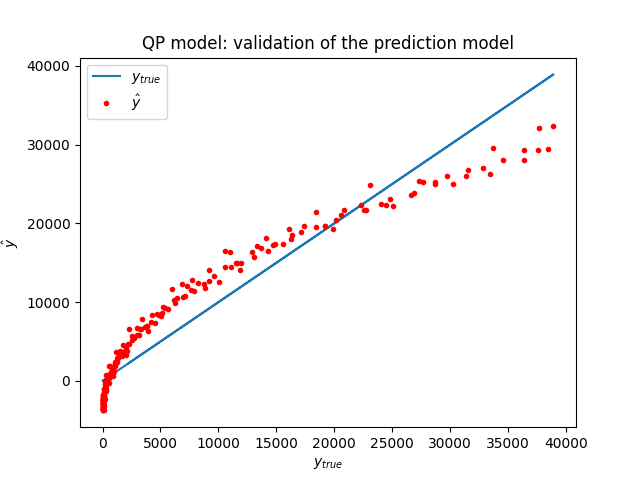 QP model: validation of the prediction model
40000
30000
20000
10000
0
ŷ
y_true
ŷ
0 5000 10000 15000 20000 25000 30000 35000 40000
y_true